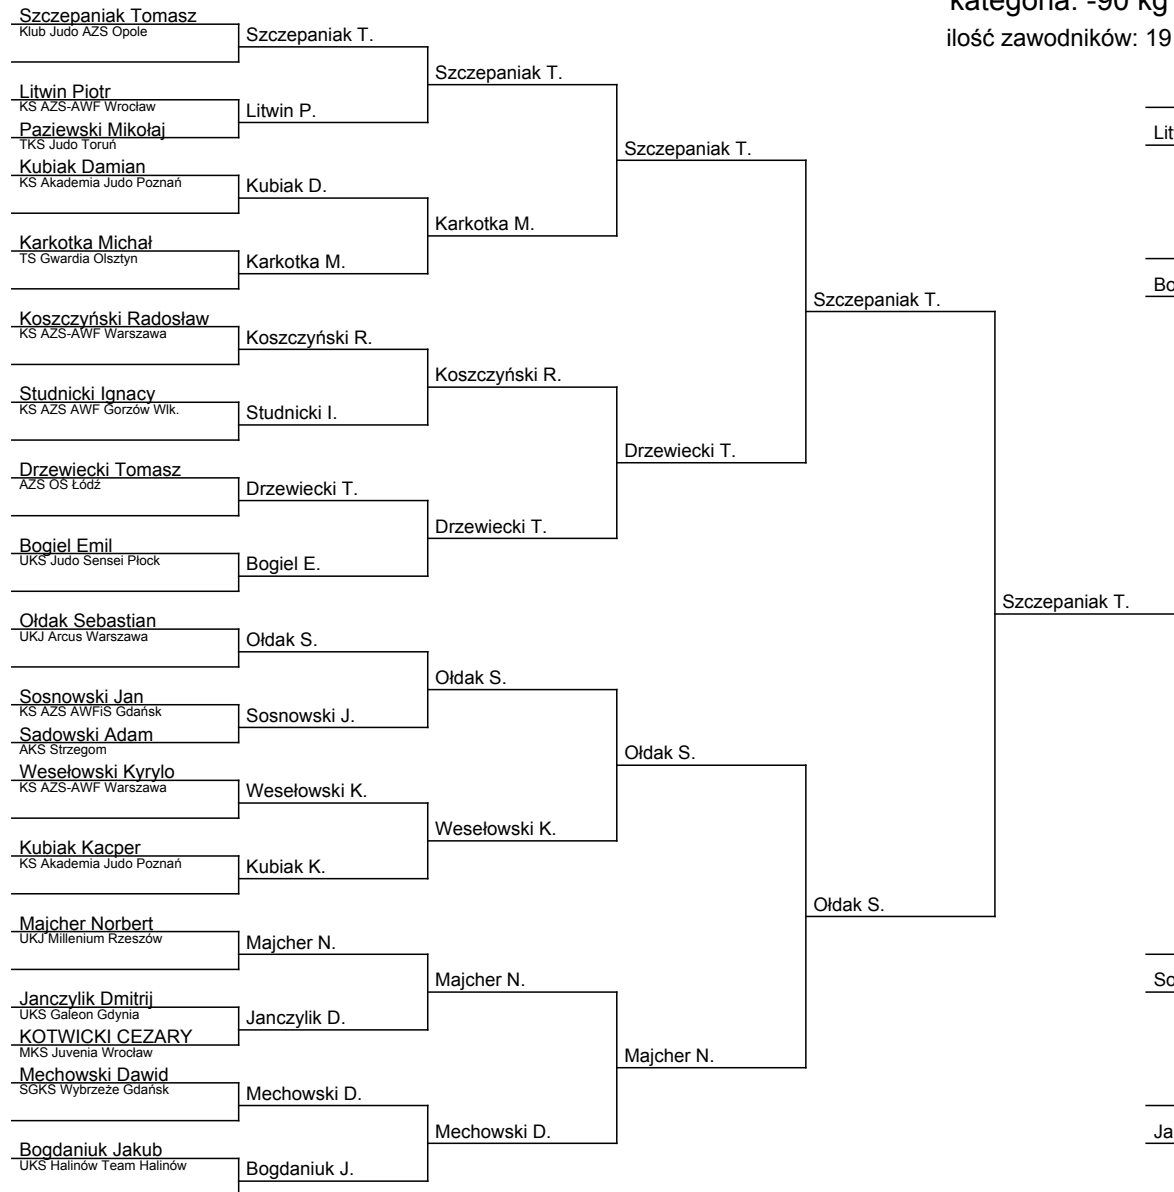 kategoria: -90 kg
ilość zawodników: 19
Szczepaniak Tomasz
Klub Judo AZS Opole
Szczepaniak T.
Szczepaniak T.
Litwin Piotr
KS AZS-AWF Wrocław
Litwin P.
Paziewski Mikołaj
TKS Judo Toruń
Lit
Szczepaniak T.
Kubiak Damian
KS Akademia Judo Poznań
Kubiak D.
Karkotka M.
Karkotka Michał
TS Gwardia Olsztyn
Karkotka M.
Bo
Szczepaniak T.
Koszczyński Radosław
KS AZS-AWF Warszawa
Koszczyński R.
Koszczyński R.
Studnicki Ignacy
KS AZS AWF Gorzów Wlk.
Studnicki I.
Drzewiecki T.
Drzewiecki Tomasz
AZS OŚ Łódź
Drzewiecki T.
Drzewiecki T.
Bogiel Emil
UKS Judo Sensei Płock
Bogiel E.
Szczepaniak T.
Ołdak Sebastian
UKJ Arcus Warszawa
Ołdak S.
Ołdak S.
Sosnowski Jan
KS AZS AWFiS Gdańsk
Sosnowski J.
Sadowski Adam
AKS Strzegom
Ołdak S.
Wesełowski Kyrylo
KS AZS-AWF Warszawa
Wesełowski K.
Wesełowski K.
Kubiak Kacper
KS Akademia Judo Poznań
Kubiak K.
Ołdak S.
Majcher Norbert
UKJ Millenium Rzeszów
Majcher N.
Majcher N.
So
Janczylik Dmitrij
UKS Galeon Gdynia
Janczylik D.
KOTWICKI CEZARY
MKS Juvenia Wrocław
Majcher N.
Mechowski Dawid
SGKS Wybrzeże Gdańsk
Mechowski D.
Mechowski D.
Ja
Bogdaniuk Jakub
UKS Halinów Team Halinów
Bogdaniuk J.